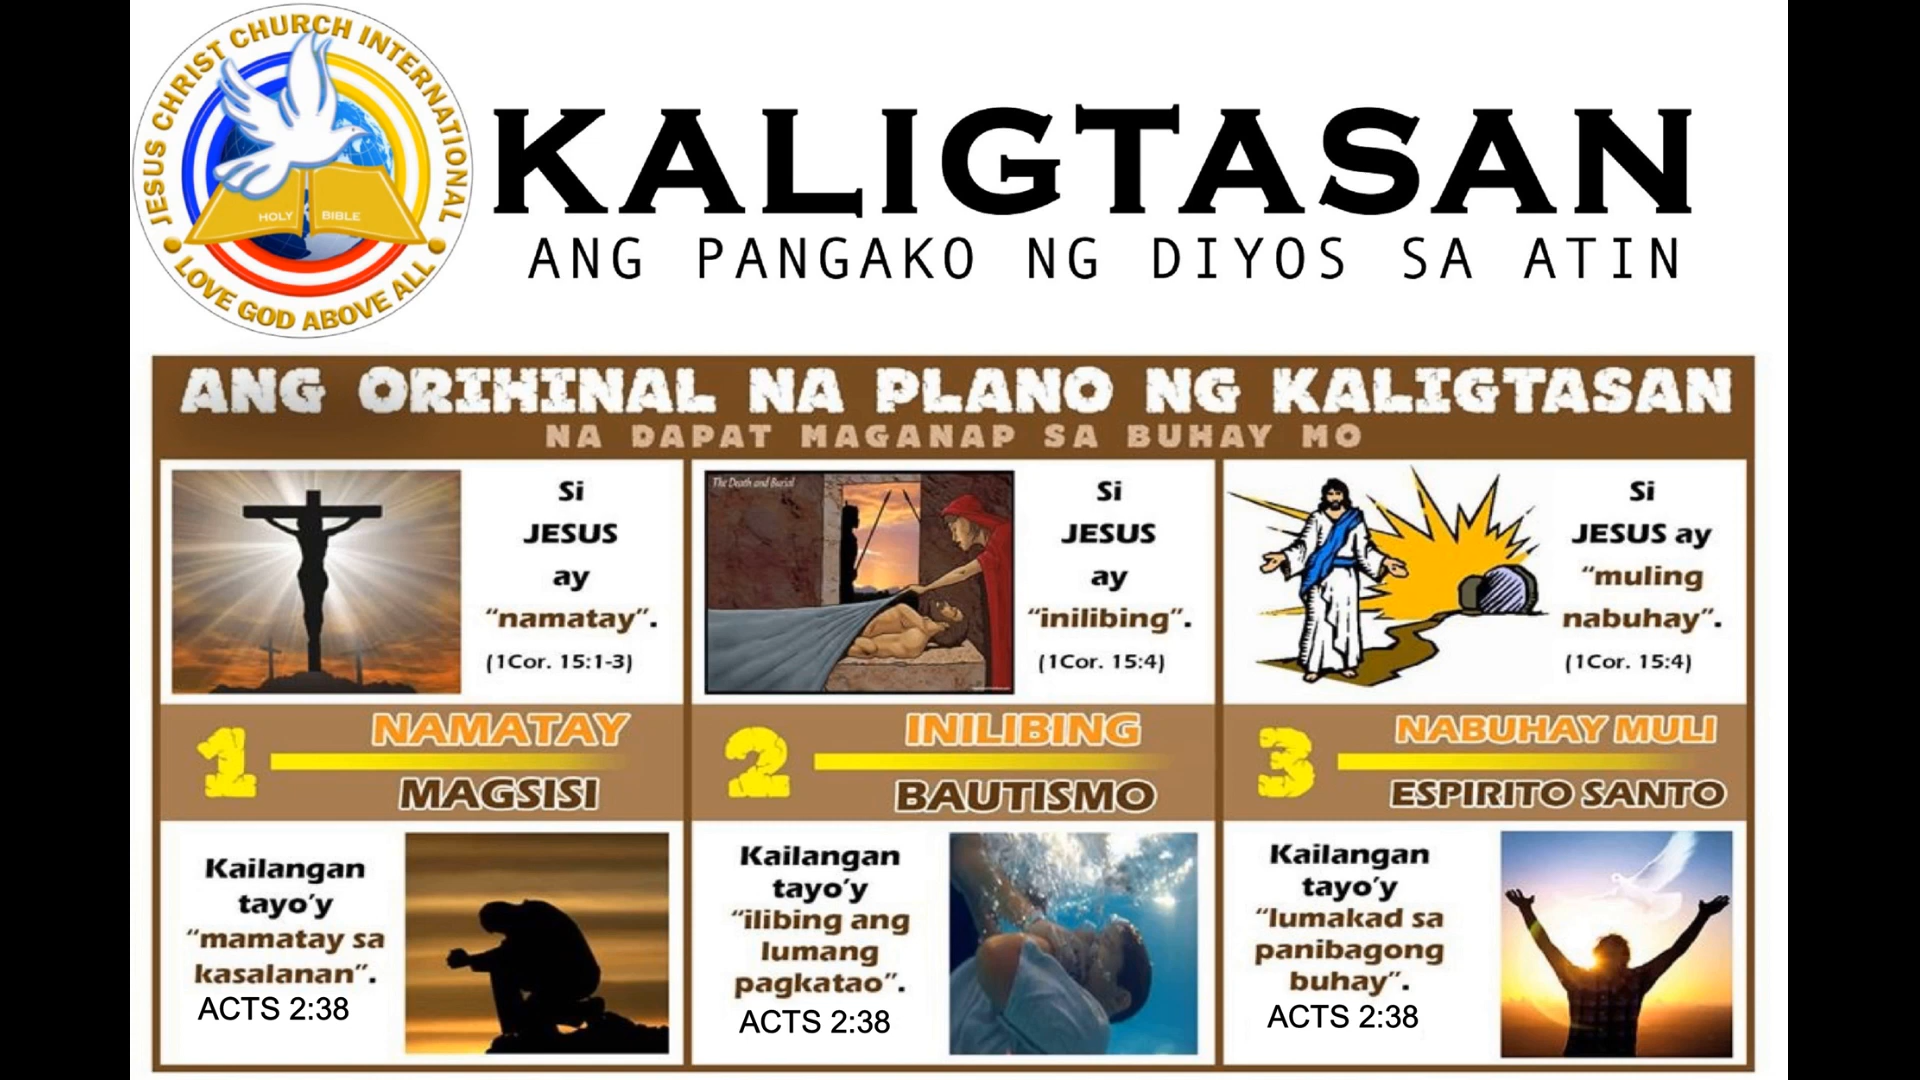 JESUS CHRIST CHURCH INTERNATIONAL
HOLY BIBLE
LOVE GOD ABOVE ALL
KALIGTASAN
ANG PANGAKO NG DIYOS SA ATIN
ANG ORIHINAL NA PLANO NG KALIGTASAN
NA DAPAT MAGANAP SA BUHAY MO
Si
JESUS
ay
“namatay”.
(1Cor. 15:1-3)
The Death and Burial
Si
JESUS
ay
“inilibing”.
(1Cor. 15:4)
Si
JESUS ay
“muling
nabuhay”.
(1Cor. 15:4)
1
NAMATAY
MAGSISI
2
INILIBING
BAUTISMO
3
NABUHAY MULI
ESPIRITO SANTO
Kailangan
tayo’y
“mamatay sa
kasalanan”.
ACTS 2:38
Kailangan
tayo’y
“ilibing ang
lumang
pagkatao”.
ACTS 2:38
Kailangan
tayo’y
“lumakad sa
panibagong
buhay”.
ACTS 2:38